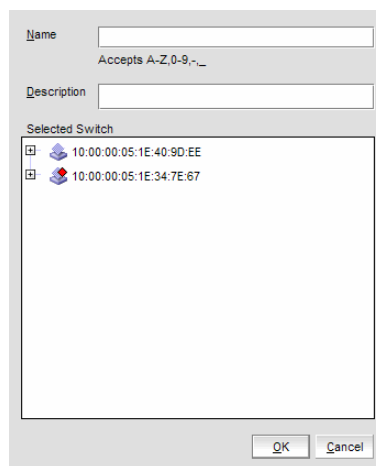 Name
Accepts A-Z,0-9,-,_
Description
Selected Switch
10:00:00:05:1E:40:9D:EE
10:00:00:05:1E:34:7E:67
OK Cancel